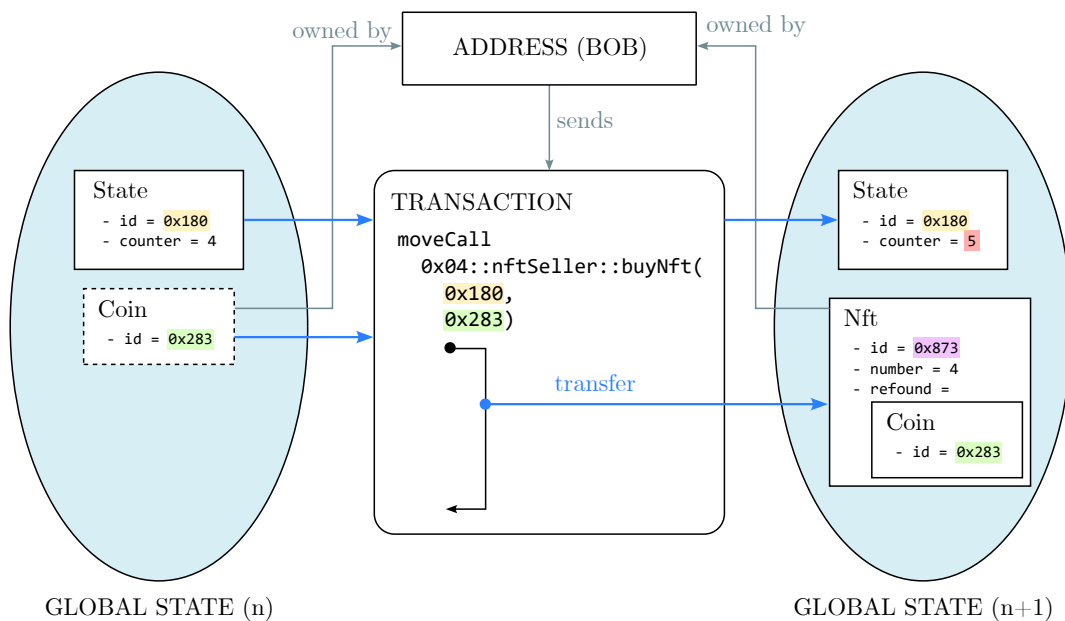 owned by
ADDRESS (BOB)
owned by
sends
State
- id = 0x180
- counter = 4
Coin
- id = 0x283
TRANSACTION
moveCall
0x04::nftSeller::buyNft(
0x180,
0x283)
transfer
State
- id = 0x180
- counter = 5
Nft
- id = 0x873
- number = 4
- refound =
Coin
- id = 0x283
GLOBAL STATE (n)
GLOBAL STATE (n+1)